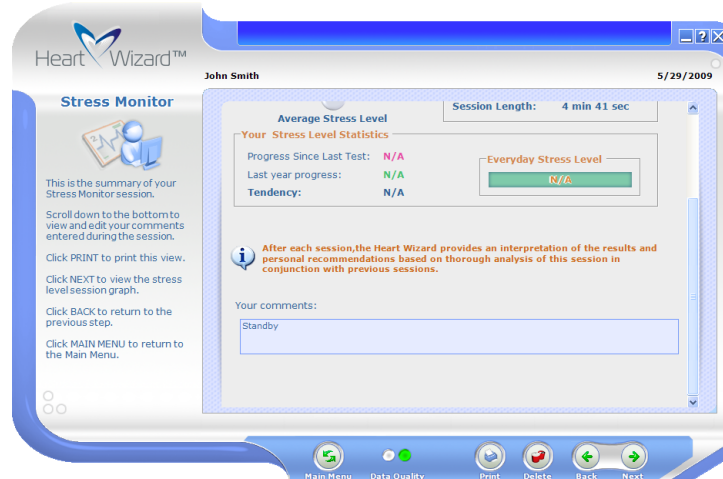 Heart Wizard™
John Smith
5/29/2009
Stress Monitor
This is the summary of your
Stress Monitor session.
Scroll down to the bottom to
view and edit your comments
entered during the session.
Click PRINT to print this view.
Click NEXT to view the stress
level session graph.
Click BACK to return to the
previous step.
Click MAIN MENU to return to
the Main Menu.
Average Stress Level
Session Length: 4 min 41 sec
Your Stress Level Statistics
Progress Since Last Test: N/A
Last year progress: N/A
Tendency: N/A
Everyday Stress Level
N/A
After each session,the Heart Wizard provides an interpretation of the results and
personal recommendations based on thorough analysis of this session in
conjunction with previous sessions.
Your comments:
Standby
Main Menu
Data Quality
Print
Delete
Back
Next